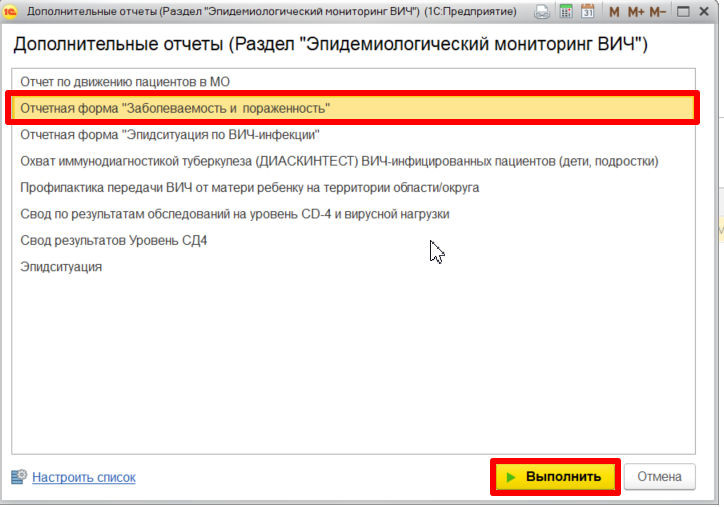 Дополнительные отчеты (Раздел "Эпидемиологический мониторинг ВИЧ") (1С:Предприятие) 31 M M+ M-
Дополнительные отчеты (Раздел "Эпидемиологический мониторинг ВИЧ")
Отчет по движению пациентов в МО
Отчетная форма "Заболеваемость и пораженность"
Отчетная форма "Эпидситуация по ВИЧ-инфекции"
Охват иммунодиагностикой туберкулеза (ДИАСКИНТЕСТ) ВИЧ-инфицированных пациентов (дети, подростки)
Профилактика передачи ВИЧ от матери ребенку на территории области/округа
Свод по результатам обследований на уровень CD-4 и вирусной нагрузки
Свод результатов Уровень СД4
Эпидситуация
Настроить список
Выполнить
Отмена